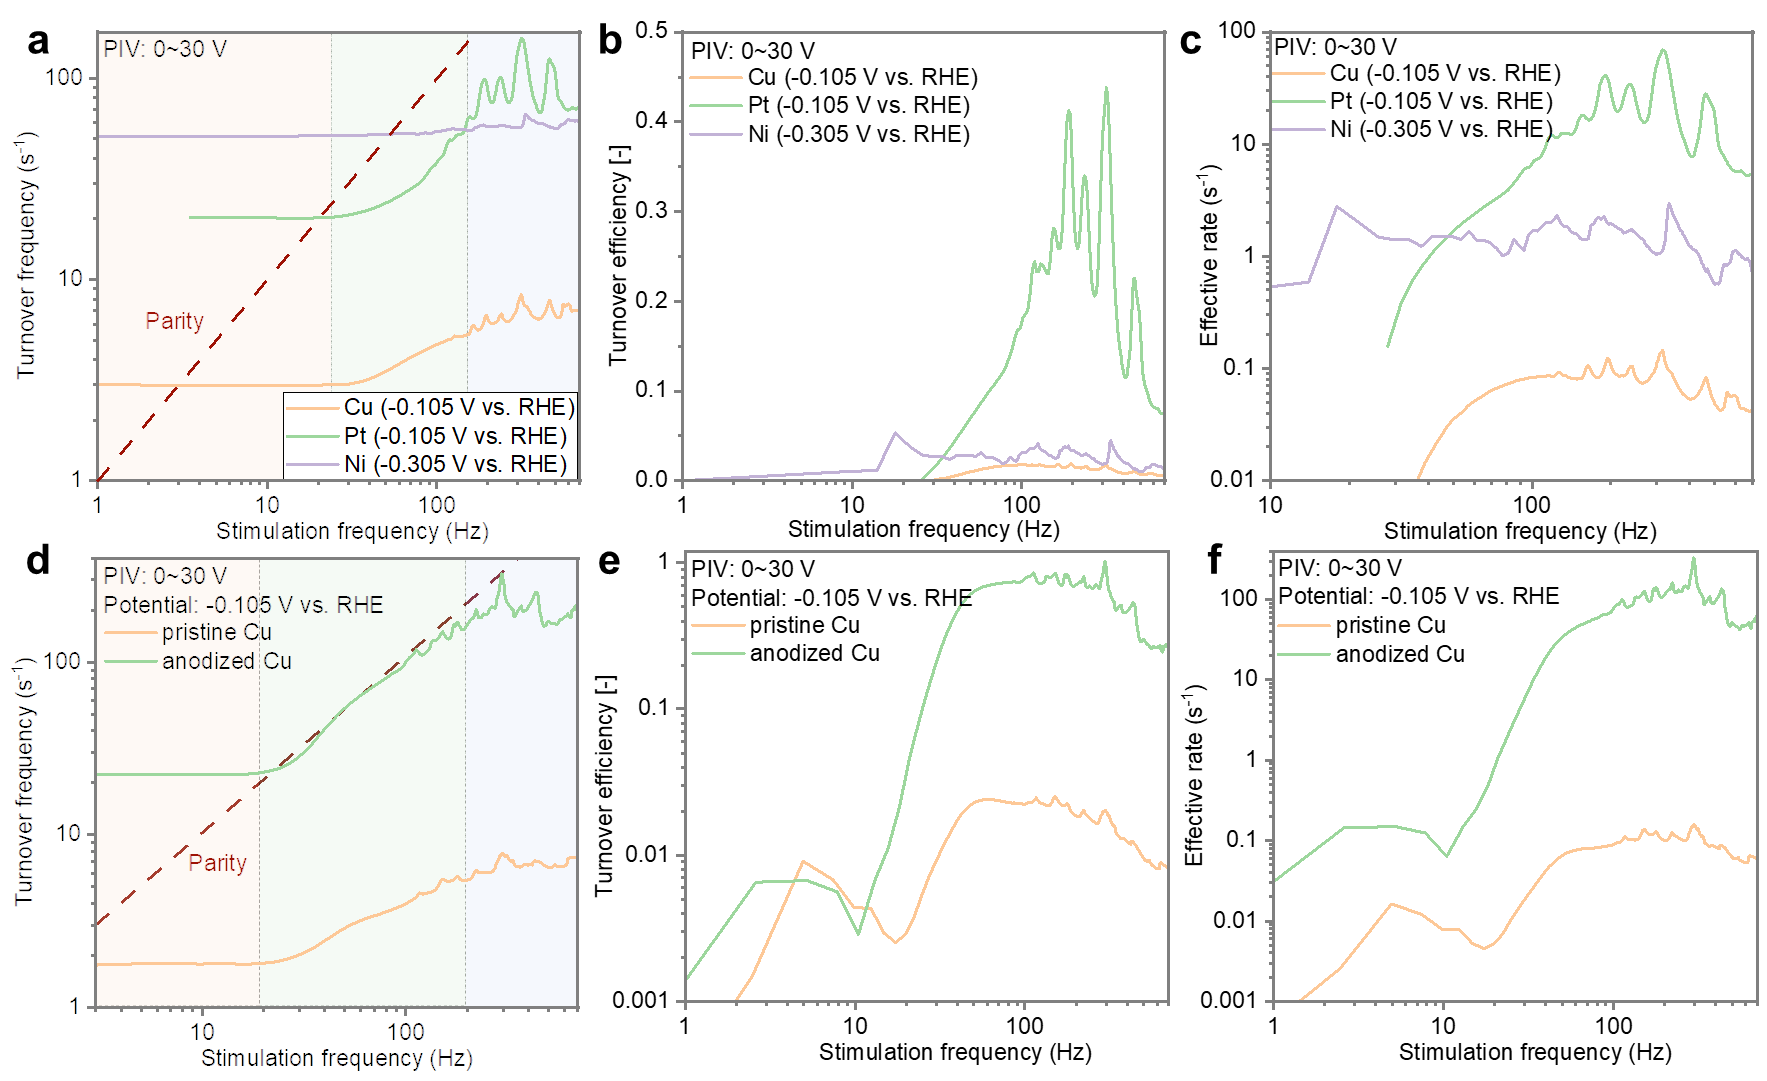 a
PIV: 0~30 V
Turnover frequency (s⁻¹)
100
10
1
Parity
Cu (-0.105 V vs. RHE)
Pt (-0.105 V vs. RHE)
Ni (-0.305 V vs. RHE)
1
10
100
Stimulation frequency (Hz)
b
PIV: 0~30 V
Cu (-0.105 V vs. RHE)
Pt (-0.105 V vs. RHE)
Ni (-0.305 V vs. RHE)
Turnover efficiency [-]
0.5
0.4
0.3
0.2
0.1
0.0
1
10
100
Stimulation frequency (Hz)
c
PIV: 0~30 V
Cu (-0.105 V vs. RHE)
Pt (-0.105 V vs. RHE)
Ni (-0.305 V vs. RHE)
Effective rate (s⁻¹)
100
10
1
0.1
0.01
10
100
Stimulation frequency (Hz)
d
PIV: 0~30 V
Potential: -0.105 V vs. RHE
pristine Cu
anodized Cu
Turnover frequency (s⁻¹)
100
10
1
Parity
10
100
Stimulation frequency (Hz)
e
PIV: 0~30 V
Potential: -0.105 V vs. RHE
pristine Cu
anodized Cu
Turnover efficiency [-]
1
0.1
0.01
0.001
1
10
100
Stimulation frequency (Hz)
f
PIV: 0~30 V
Potential: -0.105 V vs. RHE
pristine Cu
anodized Cu
Effective rate (s⁻¹)
100
10
1
0.1
0.01
0.001
1
10
100
Stimulation frequency (Hz)